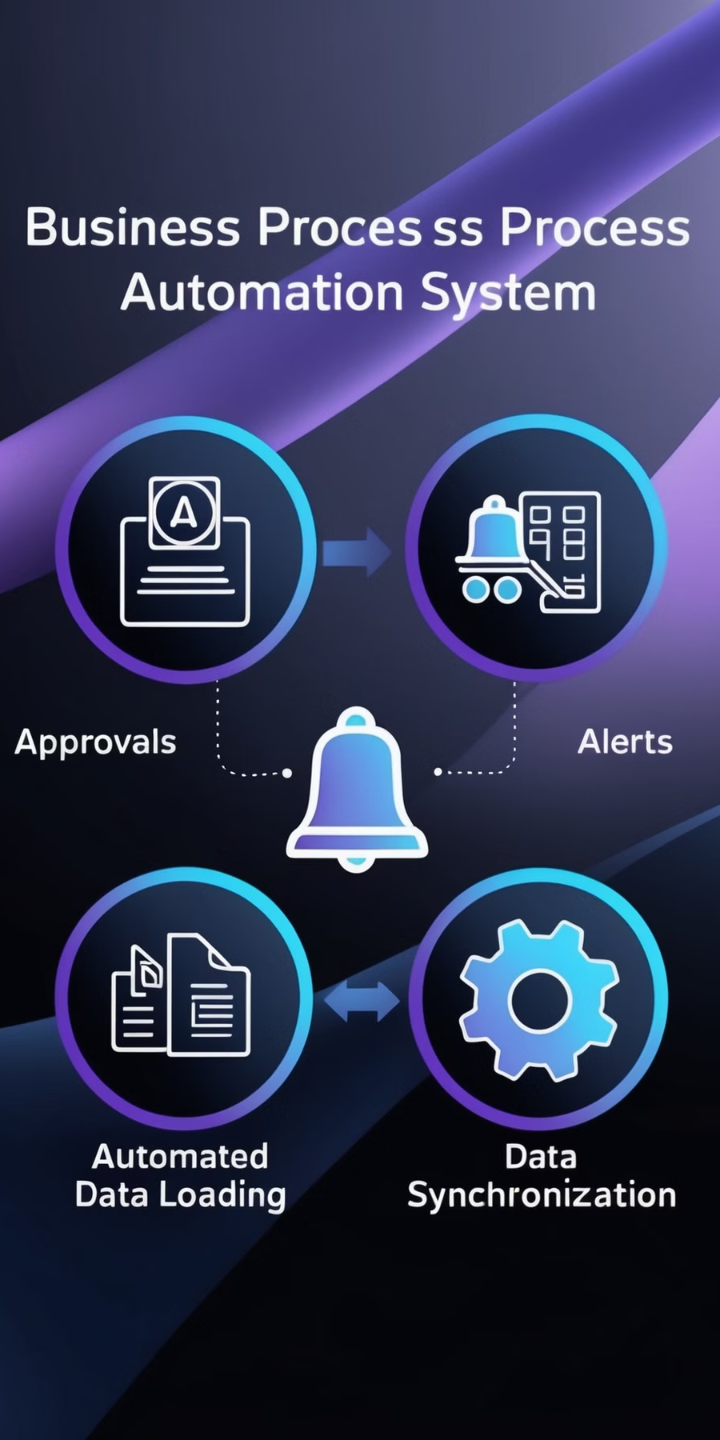 Business Proces ss Process
Automation System
A
Approvals
Alerts
Automated
Data Loading
Data
Synchronization